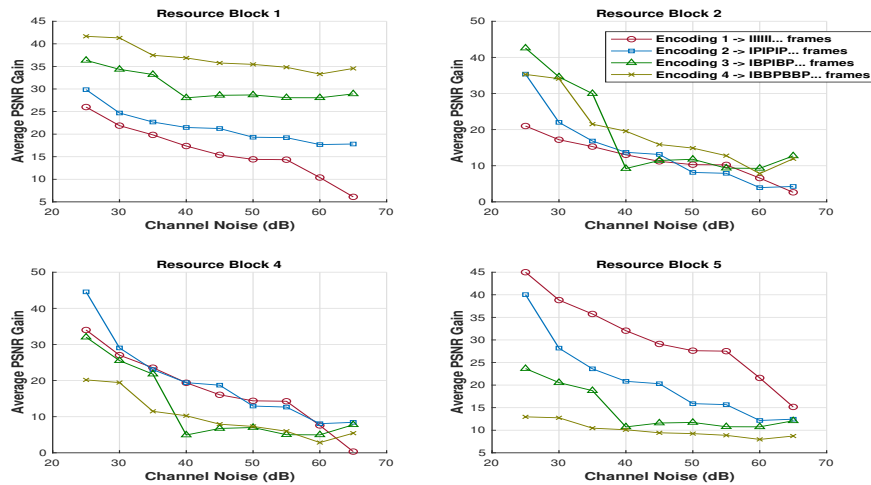 Resource Block 1
Average PSNR Gain
45
40
35
30
25
20
15
10
5
20 30 40 50 60 70
Channel Noise (dB)
Resource Block 2
Average PSNR Gain
50
40
30
20
10
0
20 30 40 50 60 70
Channel Noise (dB)
Encoding 1 -> IIIIII... frames
Encoding 2 -> IPIPIP... frames
Encoding 3 -> IBPIBP... frames
Encoding 4 -> IBBPBBP... frames
Resource Block 4
Average PSNR Gain
50
40
30
20
10
0
20 30 40 50 60 70
Channel Noise (dB)
Resource Block 5
Average PSNR Gain
45
40
35
30
25
20
15
10
5
20 30 40 50 60 70
Channel Noise (dB)